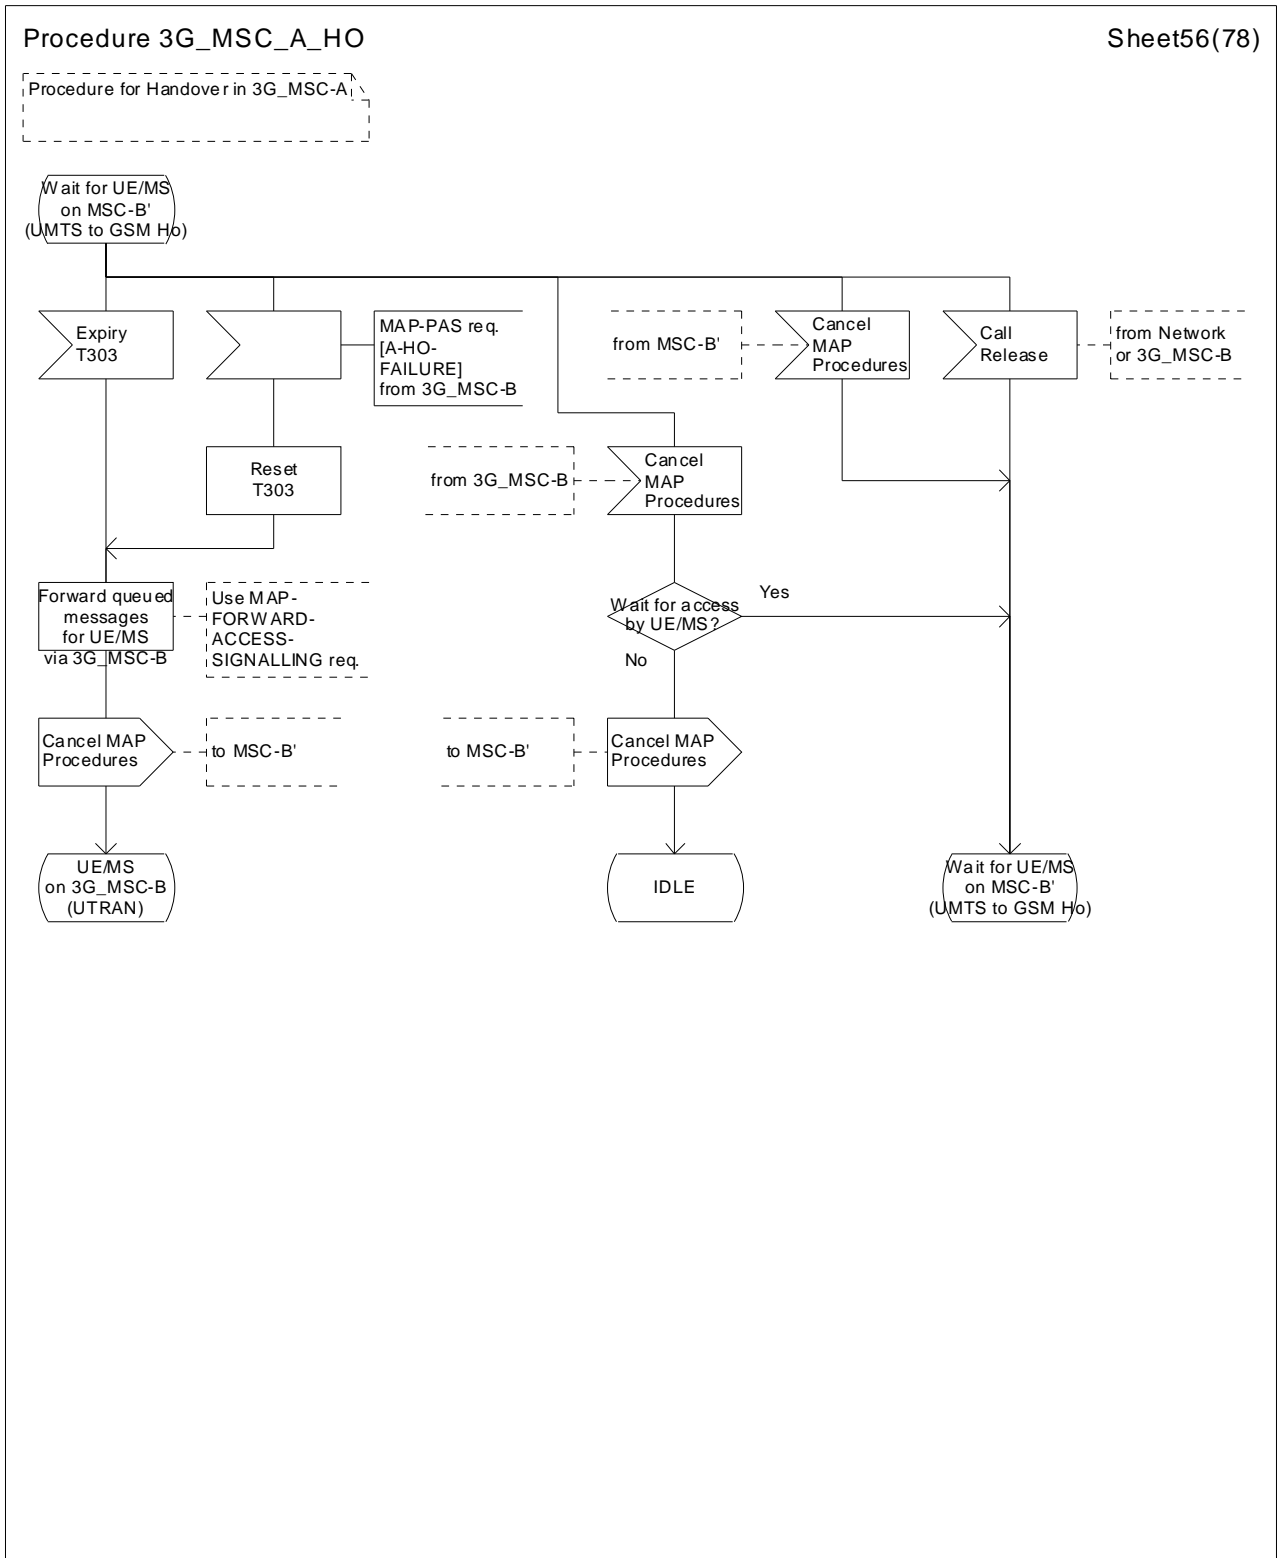 Procedure 3G_MSC_A_HO
Sheet56(78)
Procedure for Handover in 3G_MSC-A
Wait for UE/MS
on MSC-B'
(UMTS to GSM Ho)
Expiry
T303
MAP-PAS req.
[A-HO-
FAILURE]
from 3G_MSC-B
from MSC-B'
Cancel
MAP
Procedures
Call
Release
from Network
or 3G_MSC-B
Reset
T303
from 3G_MSC-B
Cancel
MAP
Procedures
Forward queued
messages
for UE/MS
via 3G_MSC-B
Use MAP-
FORWARD-
ACCESS-
SIGNALLING req.
Wait for access
by UE/MS?
Yes
No
Cancel MAP
Procedures
to MSC-B'
to MSC-B'
Cancel MAP
Procedures
UE/MS
on 3G_MSC-B
(UTRAN)
IDLE
Wait for UE/MS
on MSC-B'
(UMTS to GSM Ho)